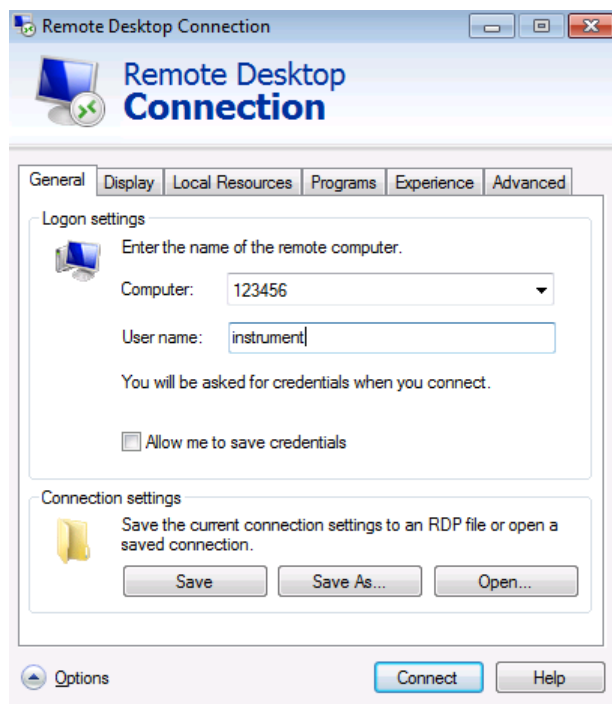 Remote Desktop Connection
Remote Desktop
Connection
General Display Local Resources Programs Experience Advanced
Logon settings
Enter the name of the remote computer.
Computer: 123456
User name: instrument
You will be asked for credentials when you connect.
Allow me to save credentials
Connection settings
Save the current connection settings to an RDP file or open a
saved connection.
Save Save As... Open...
Options Connect Help